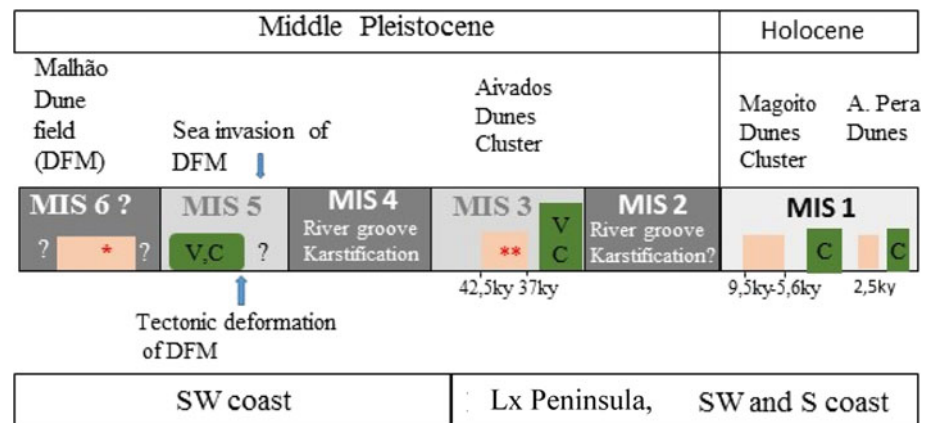 Middle Pleistocene
Holocene
Malhão
Dune
field
(DFM)
Sea invasion of
DFM
Aivados
Dunes
Cluster
Magoito
Dunes
Cluster
A. Pera
Dunes
MIS 6 ?
? * ?
MIS 5
V,C ?
MIS 4
River groove
Karstification
MIS 3
**
V
C
MIS 2
River groove
Karstification?
MIS 1
C
C
42,5ky 37ky
9,5ky-5,6ky
2,5ky
Tectonic deformation
of DFM
SW coast
Lx Peninsula, SW and S coast